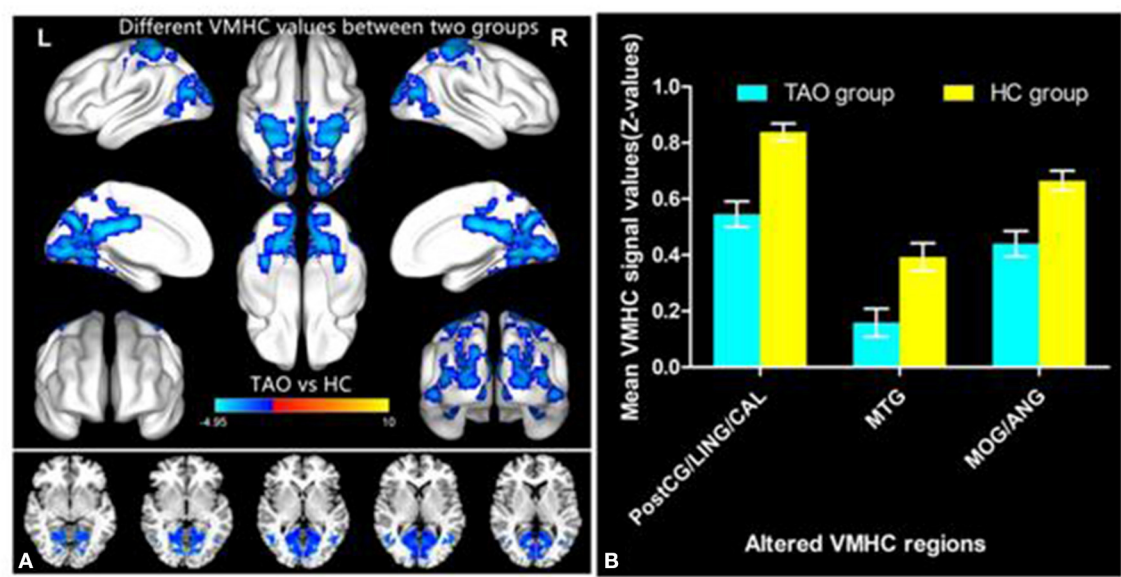 Different VMHC values between two groups
L
R
TAO vs HC
-4.95
10
A
Mean VMHC signal values(Z-values)
1.0
0.8
0.6
0.4
0.2
0.0
TAO group
HC group
PostCG/LING/CAL
MTG
MOG/ANG
Altered VMHC regions
B